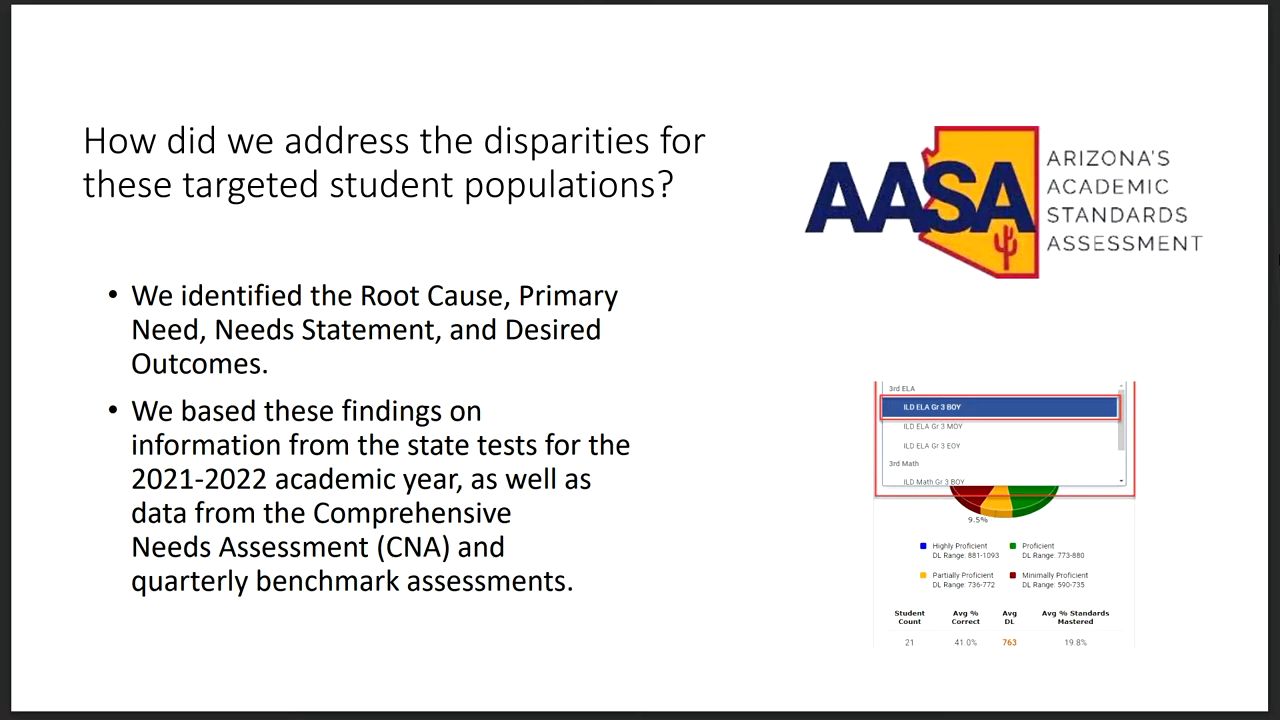 How did we address the disparities for
these targeted student populations?
• We identified the Root Cause, Primary
Need, Needs Statement, and Desired
Outcomes.
• We based these findings on
information from the state tests for the
2021-2022 academic year, as well as
data from the Comprehensive
Needs Assessment (CNA) and
quarterly benchmark assessments.
AASA
ARIZONA'S
ACADEMIC
STANDARDS
ASSESSMENT
3rd ELA
ILD ELA Gr 3 BOY
ILD ELA Gr 3 MOY
ILD ELA Gr 3 EOY
3rd Math
ILD Math Gr 3 BOY
9.5%
Highly Proficient
DL Range: 881-1093
Proficient
DL Range: 773-880
Partially Proficient
DL Range: 736-772
Minimally Proficient
DL Range: 590-735
Student Count
Avg % Correct
Avg DL
Avg % Standards Mastered
21 41.0% 763 19.8%